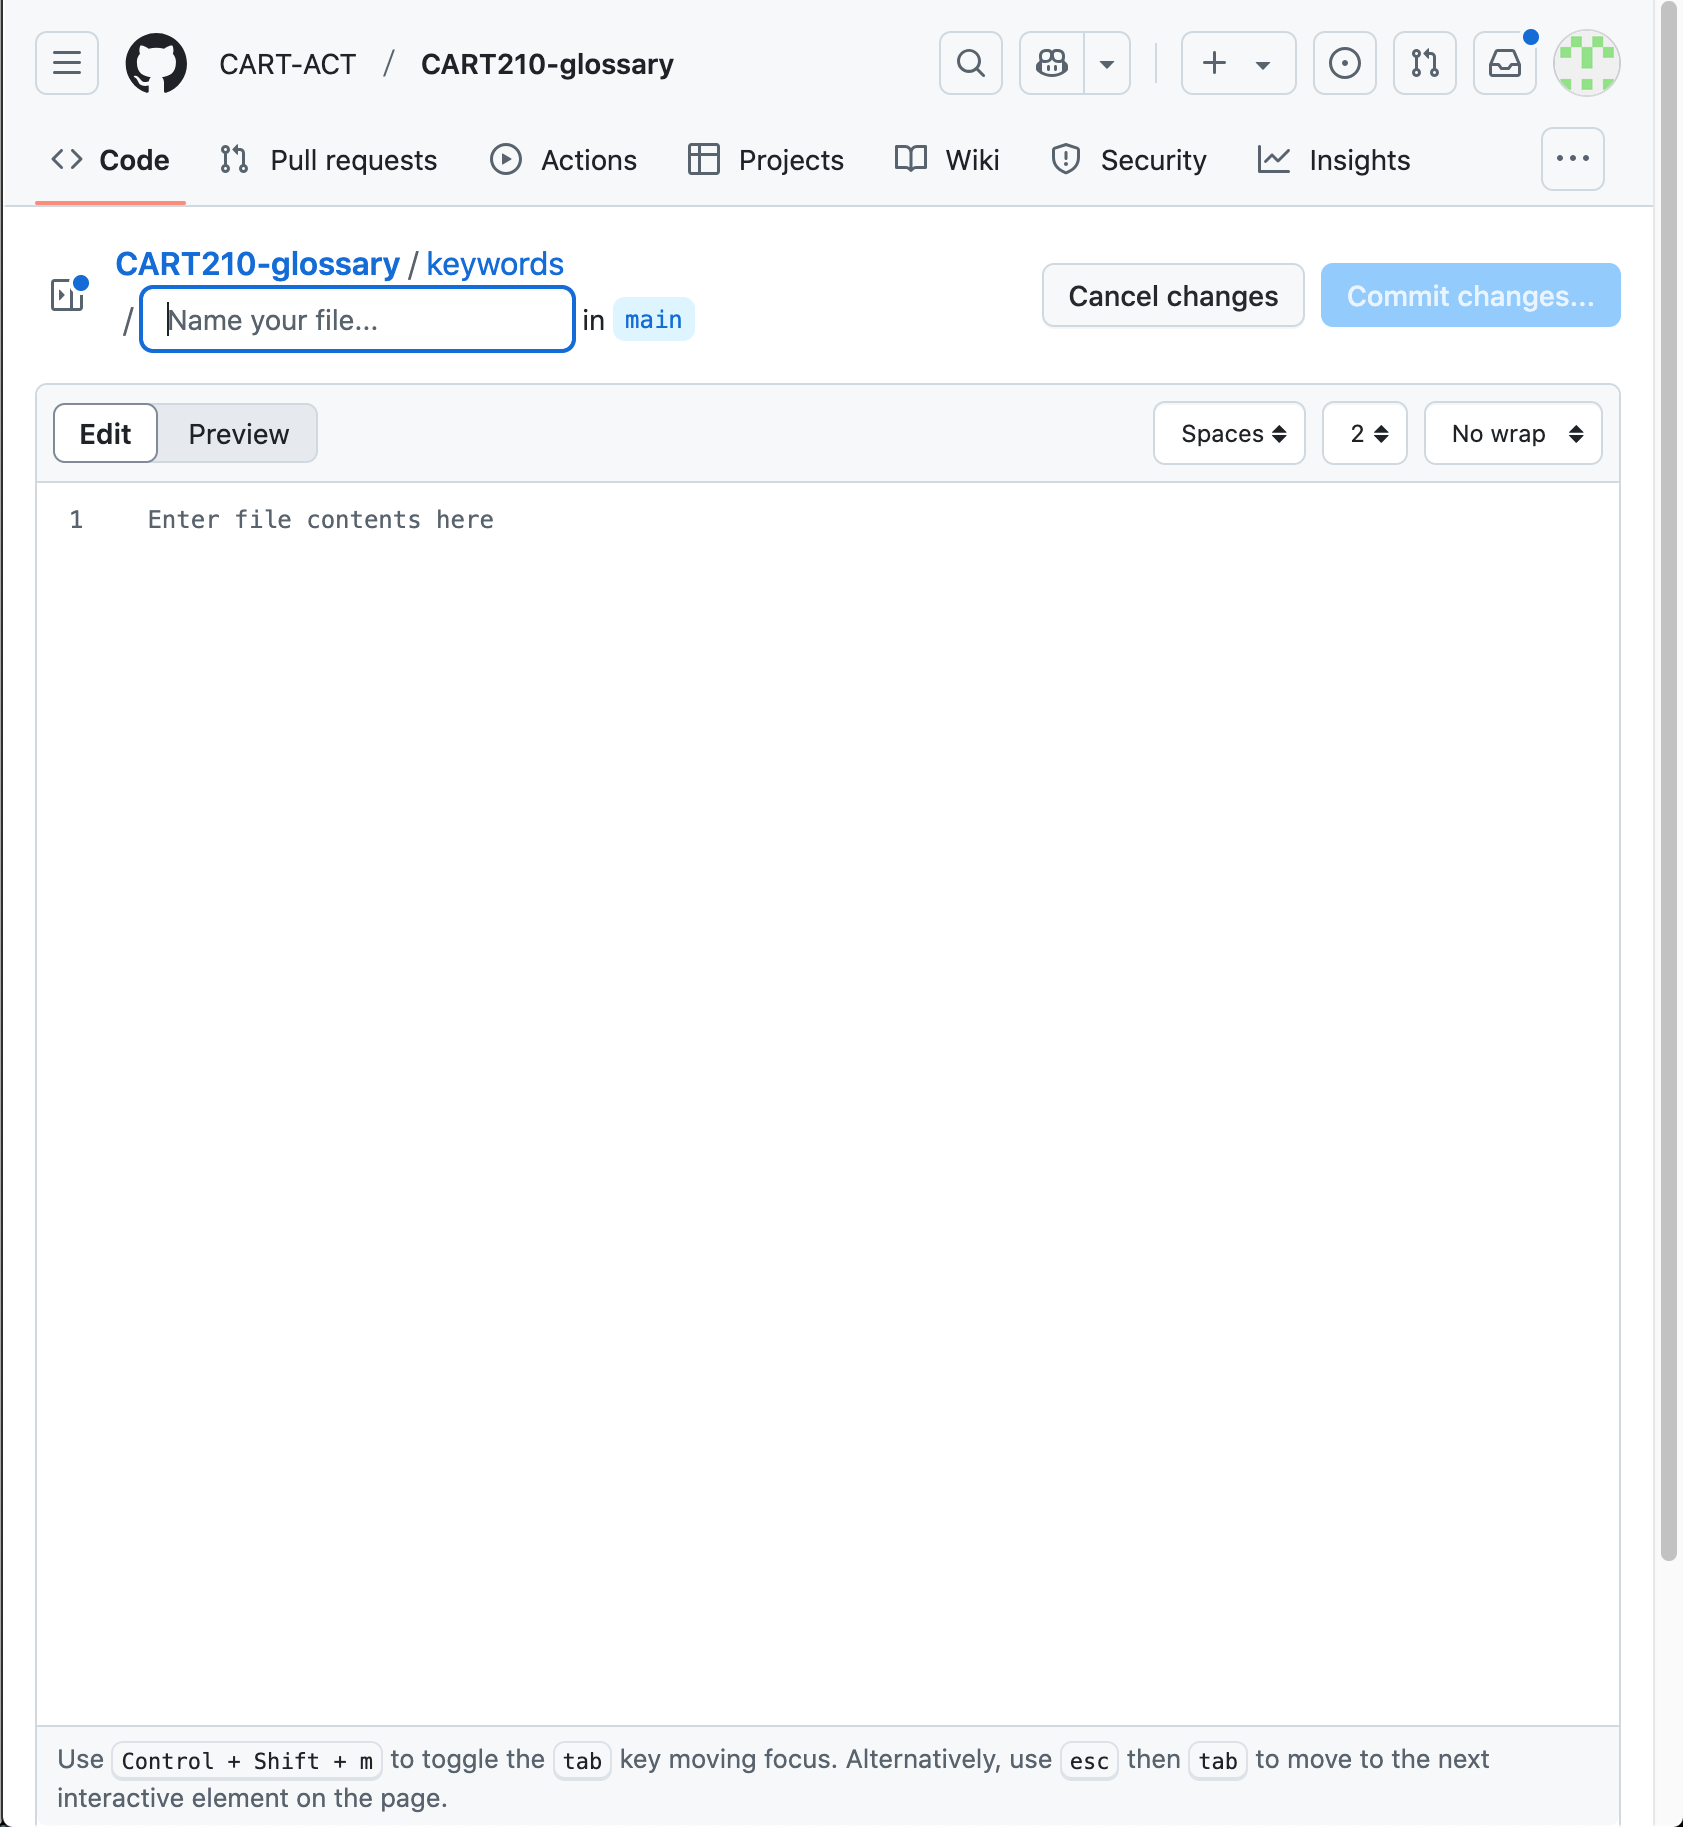 CART-ACT / CART210-glossary
Code Pull requests Actions Projects Wiki Security Insights
CART210-glossary / keywords
/ Name your file... in main
Cancel changes Commit changes...
Edit Preview Spaces 2 No wrap
1 Enter file contents here
Use Control + Shift + m to toggle the tab key moving focus. Alternatively, use esc then tab to move to the next
interactive element on the page.